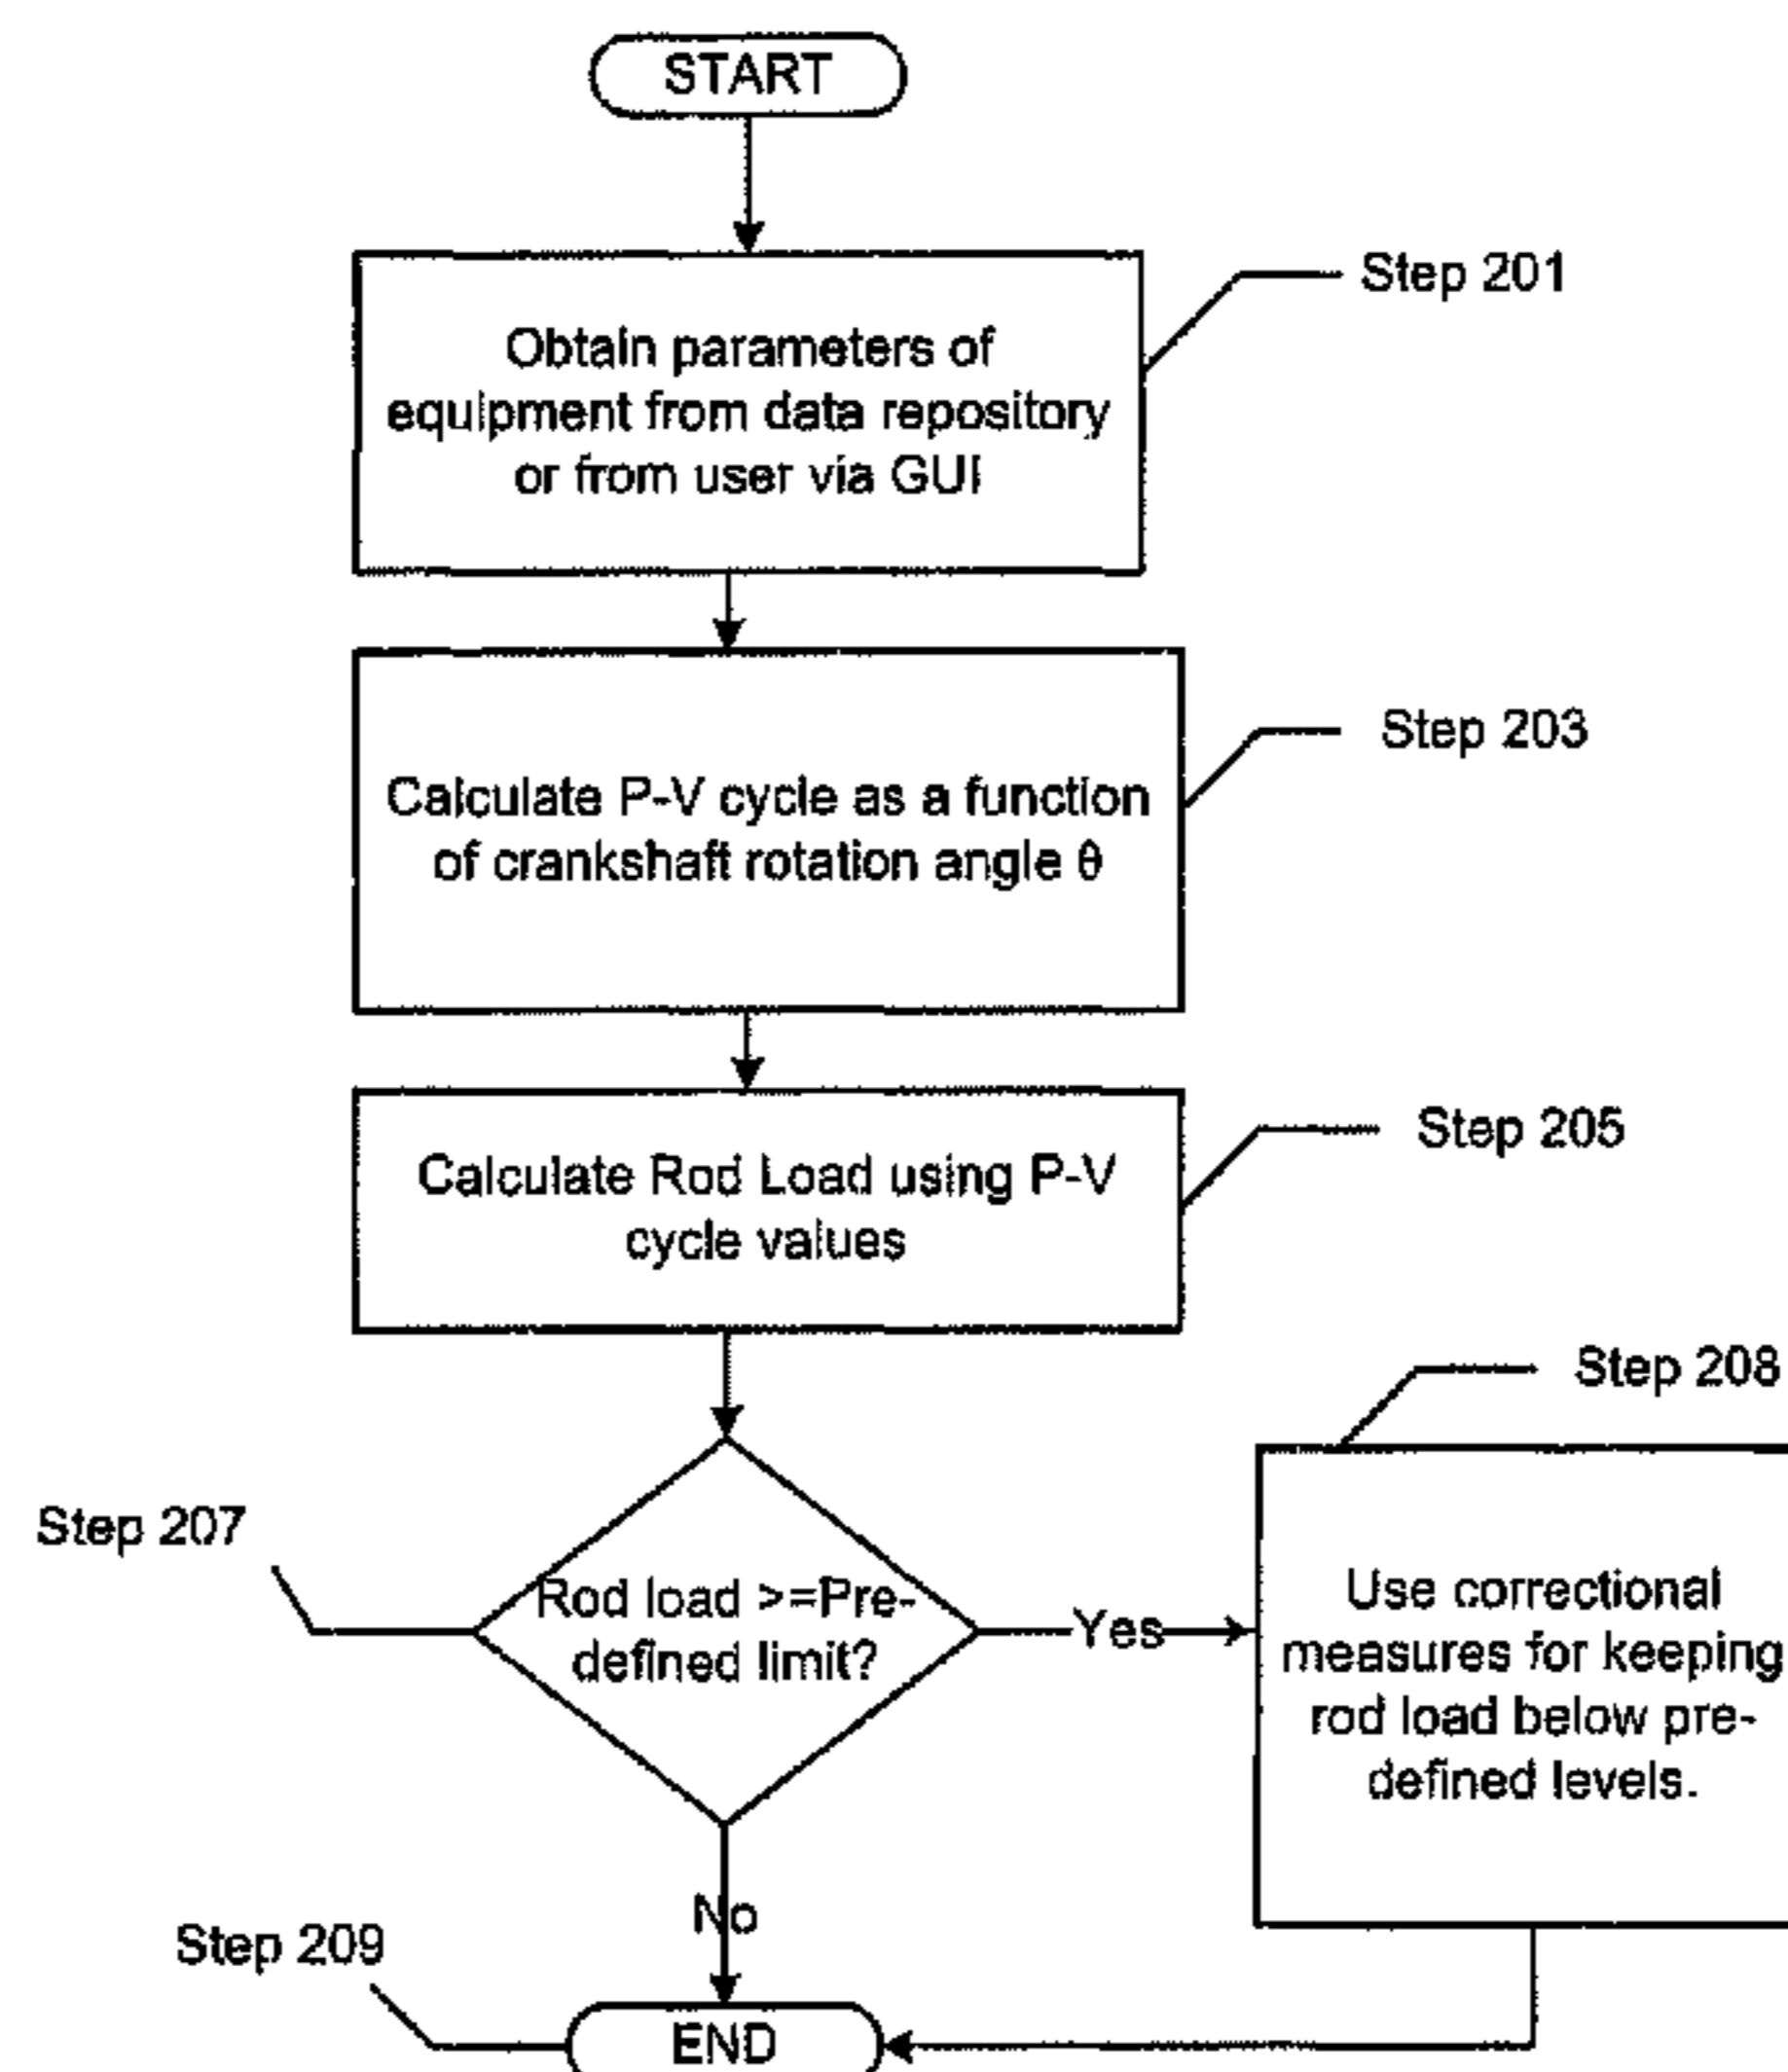 START
Step 201
Obtain parameters of
equipment from data repository
or from user via GUI
Step 203
Calculate P-V cycle as a function
of crankshaft rotation angle θ
Step 205
Calculate Rod Load using P-V
cycle values
Step 208
Step 207
Rod load >=Pre-
defined limit?
Yes
Use correctional
measures for keeping
rod load below pre-
defined levels.
No
Step 209
END